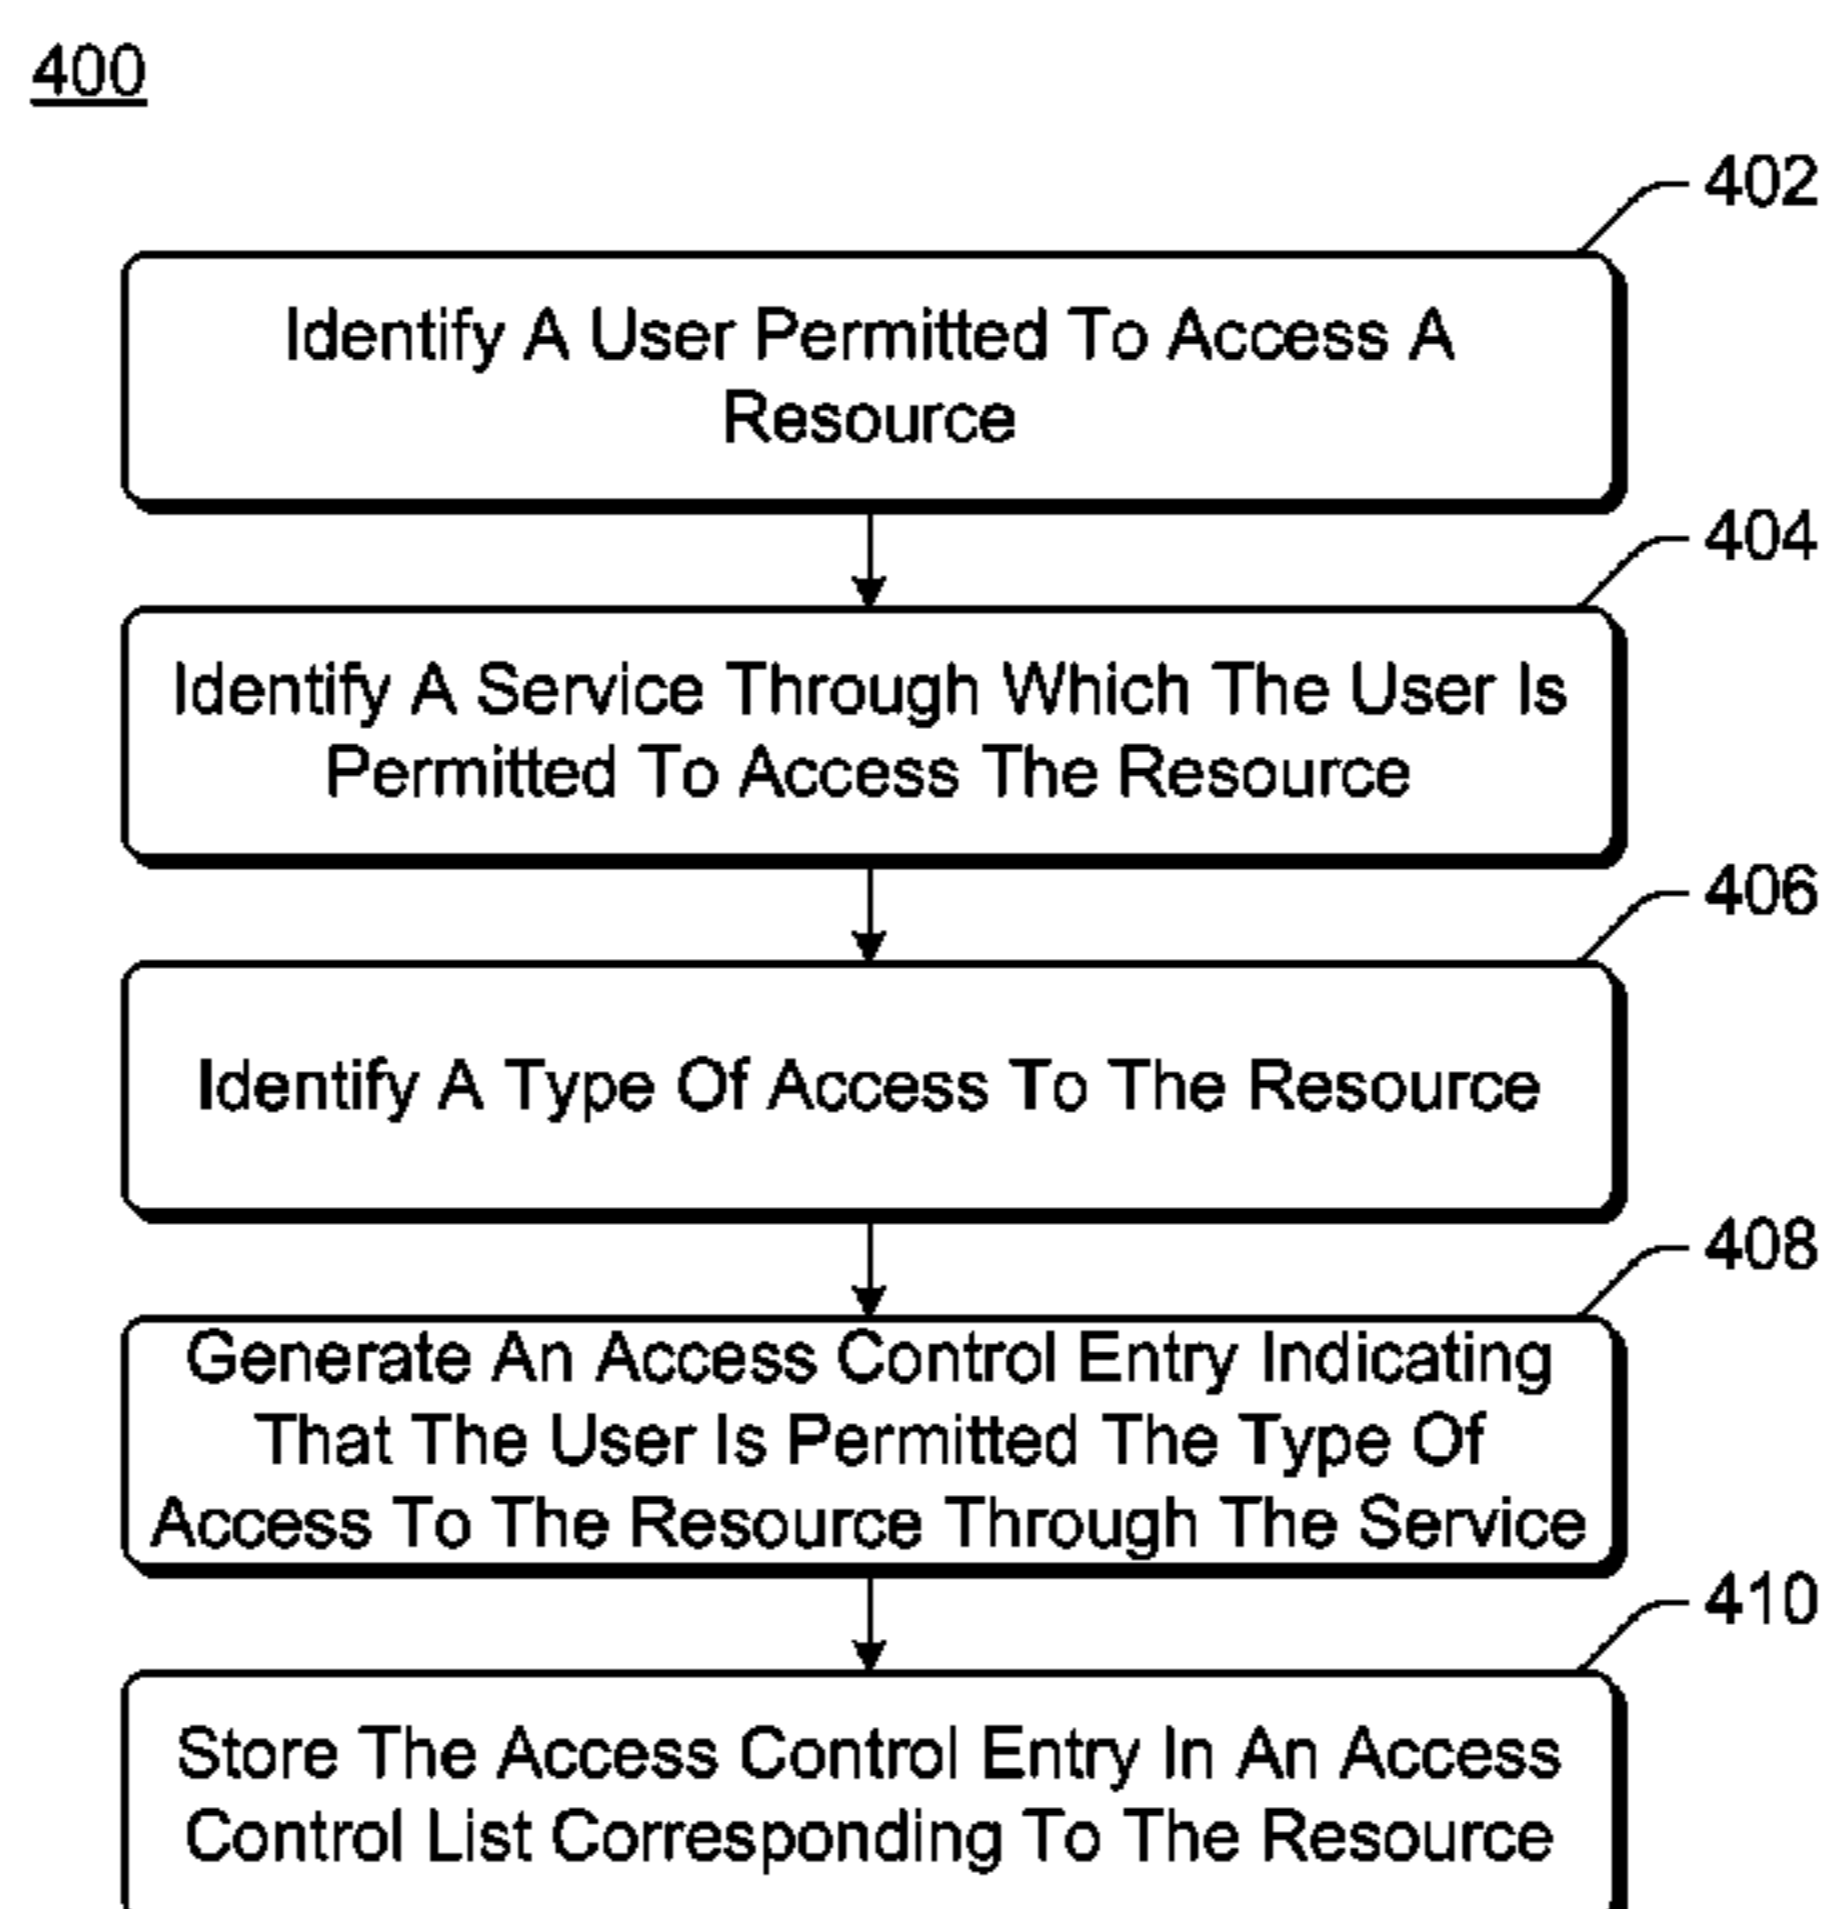 400
402
Identify A User Permitted To Access A
Resource
404
Identify A Service Through Which The User Is
Permitted To Access The Resource
406
Identify A Type Of Access To The Resource
408
Generate An Access Control Entry Indicating
That The User Is Permitted The Type Of
Access To The Resource Through The Service
410
Store The Access Control Entry In An Access
Control List Corresponding To The Resource